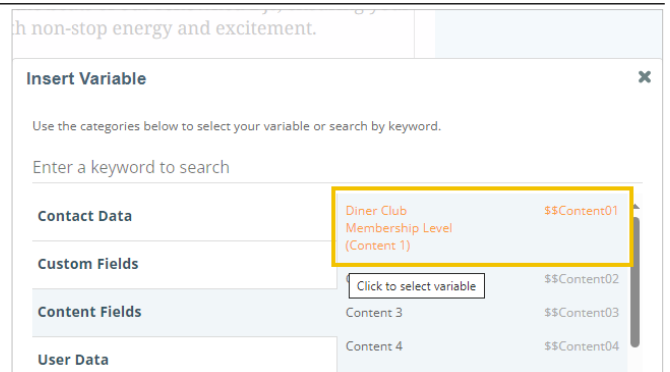 h non-stop energy and excitement.
Insert Variable
Use the categories below to select your variable or search by keyword.
Enter a keyword to search
Contact Data
Diner Club $$Content01
Membership Level
(Content 1)
Custom Fields
$$Content02
Click to select variable
Content Fields
Content 3 $$Content03
Content 4 $$Content04
User Data